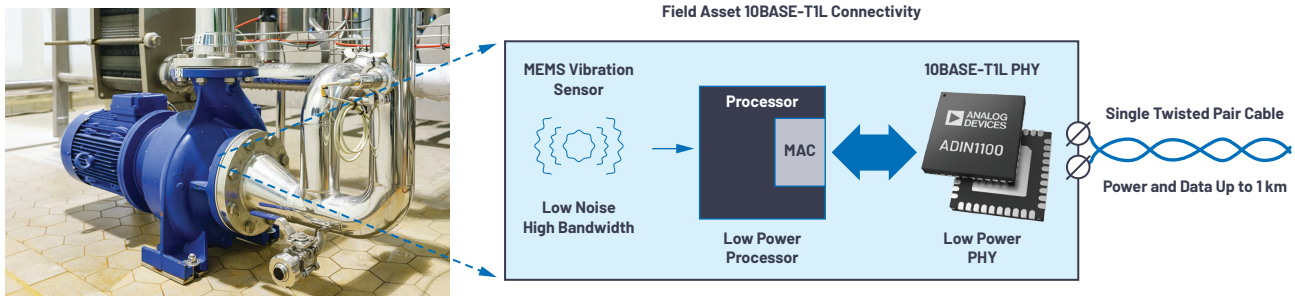 Field Asset 10BASE-T1L Connectivity
MEMS Vibration
Sensor
Low Noise
High Bandwidth
Processor
MAC
Low Power
Processor
10BASE-T1L PHY
ANALOG
DEVICES
ADIN1100
Low Power
PHY
Single Twisted Pair Cable
Power and Data Up to 1 km